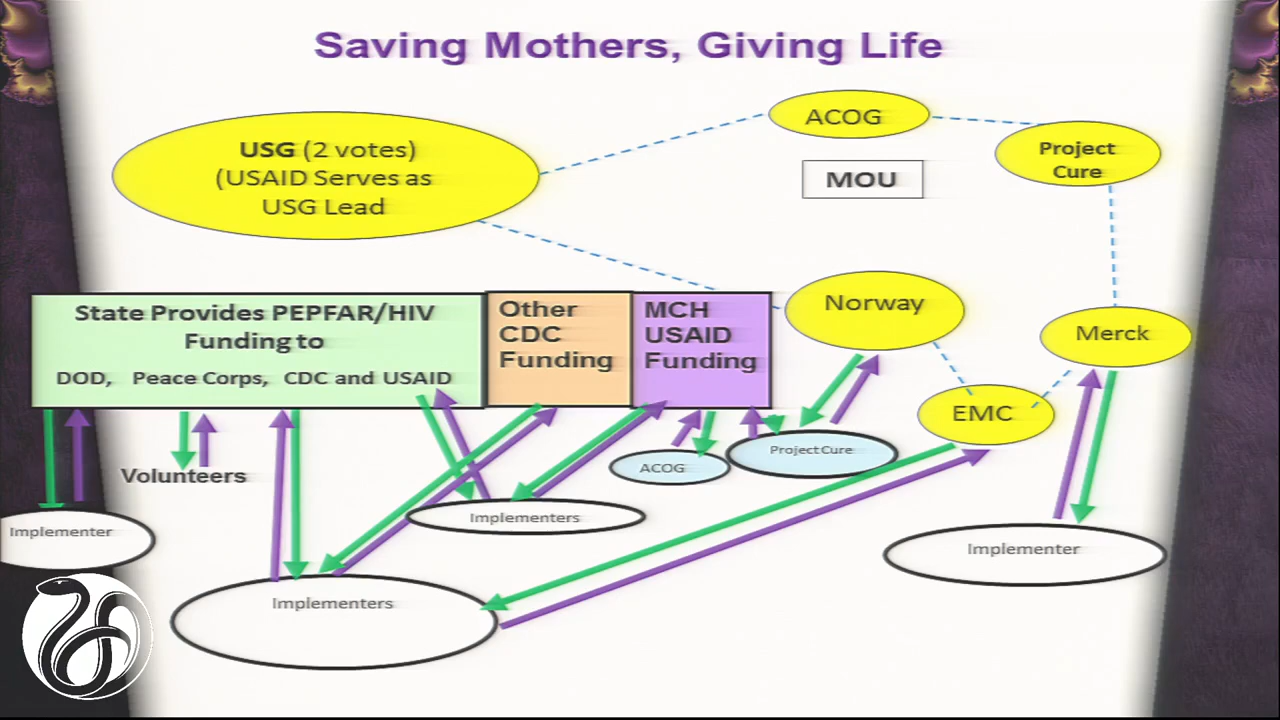 Saving Mothers, Giving Life
USG (2 votes)
(USAID Serves as
USG Lead
ACOG
Project
Cure
MOU
State Provides PEPFAR/HIV
Funding to
DOD, Peace Corps, CDC and USAID
Other
CDC
Funding
MCH
USAID
Funding
Norway
Merck
EMC
Volunteers
ACOG
Project Cure
Implementer
Implementers
Implementer
Implementers